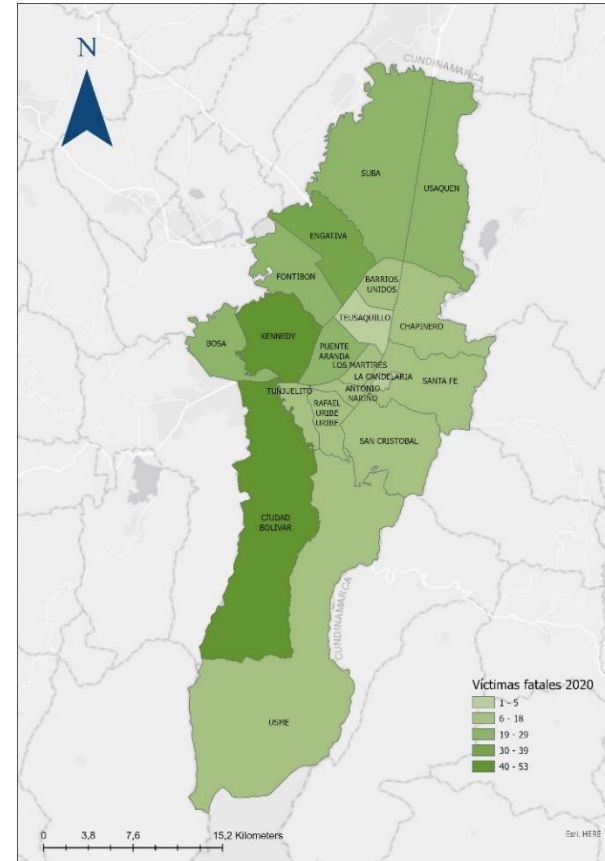 N
CUNDINAMARCA
SUBA
USAQUEN
ENGATIVA
FONTIBON
BARRIOS
UNIDOS
TEUSAQUILLO
CHAPINERO
BOSA
KENNEDY
PUENTE
ARANDA
LOS MARTIRES
LA CANDELARIA
SANTA FE
TUNJUELITO
ANTONIO
NARIÑO
RAFAEL
URIBE
URIBE
SAN CRISTOBAL
CIUDAD
BOLIVAR
CUNDINAMARCA
USME
Víctimas fatales 2020
1 - 5
6 - 18
19 - 29
30 - 39
40 - 53
0 3,8 7,6 15,2 Kilometers
Esri, HERE